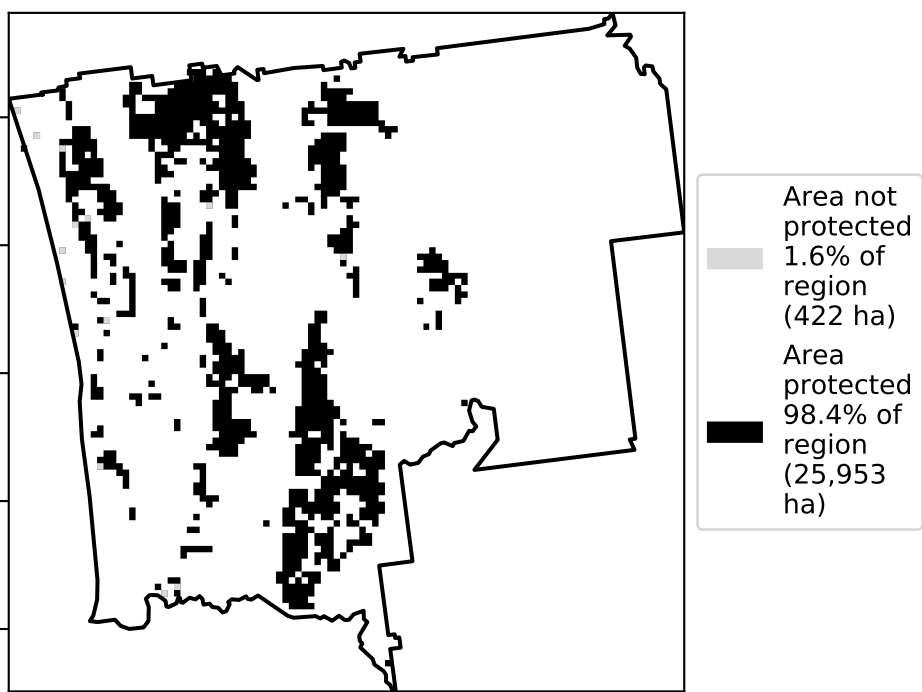 Area not
protected
1.6% of
region
(422 ha)
Area
protected
98.4% of
region
(25,953
ha)